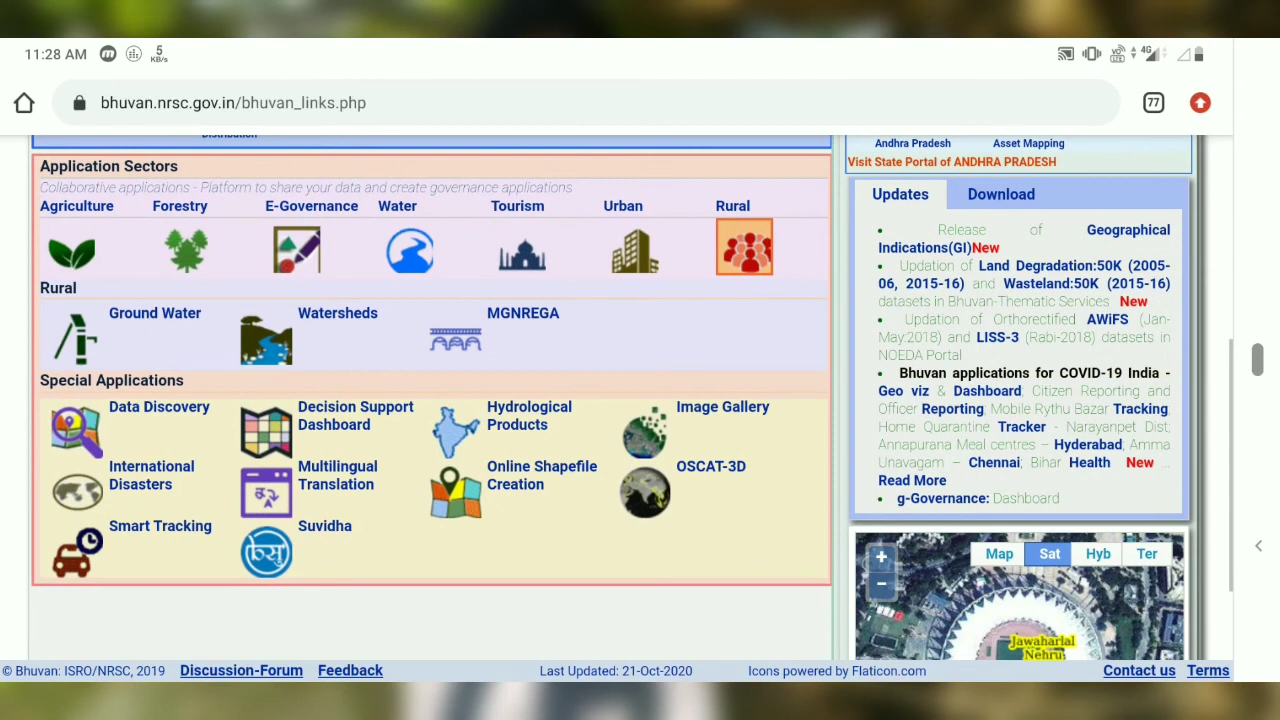 11:28 AM
5
KB/s
VO
LTE
4G
bhuvan.nrsc.gov.in/bhuvan_links.php
77
Distribution
Application Sectors
Collaborative applications - Platform to share your data and create governance applications
Agriculture Forestry E-Governance Water Tourism Urban Rural
Rural
Ground Water Watersheds MGNREGA
Special Applications
Data Discovery Decision Support Hydrological Image Gallery
Dashboard Products
International Multilingual Online Shapefile OSCAT-3D
Disasters Translation Creation
Smart Tracking Suvidha
Andhra Pradesh Asset Mapping
Visit State Portal of ANDHRA PRADESH
Updates Download
• Release of Geographical
Indications(GI)New
• Updation of Land Degradation:50K (2005-
06, 2015-16) and Wasteland:50K (2015-16)
datasets in Bhuvan-Thematic Services New
• Updation of Orthorectified AWiFS (Jan-
May:2018) and LISS-3 (Rabi-2018) datasets in
NOEDA Portal
• Bhuvan applications for COVID-19 India -
Geo viz & Dashboard; Citizen Reporting and
Officer Reporting; Mobile Rythu Bazar Tracking
Home Quarantine Tracker - Narayanpet Dist;
Annapurana Meal centres – Hyderabad; Amma
Unavagam – Chennai; Bihar Health New ...
Read More
• g-Governance: Dashboard
+
−
Map Sat Hyb Ter
Jawaharlal
Nehru
© Bhuvan: ISRO/NRSC, 2019 Discussion-Forum Feedback Last Updated: 21-Oct-2020 Icons powered by Flaticon.com Contact us Terms